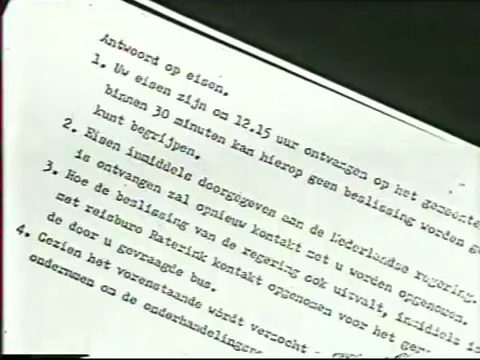 Antwoord op eisen.
1. Uw eisen zijn om 12.15 uur ontvangen op het gemeente
binnen 30 minuten kan hierop geen beslissing worden g
kunt begrijpen.
2. Eisen inmiddels doorgegeven aan de Nederlandse regering.
is ontvangen zal opnieuw kontakt met u worden opgenomen.
3. Hoe de beslissing van de regering ook uitvalt, inmiddels is
met reisburo Haterink kontakt opgenomen voor het ger
de door u gevraagde bus.
4. Gezien het vorenstaande wordt verzocht
ondernemen om de onderhandelingen